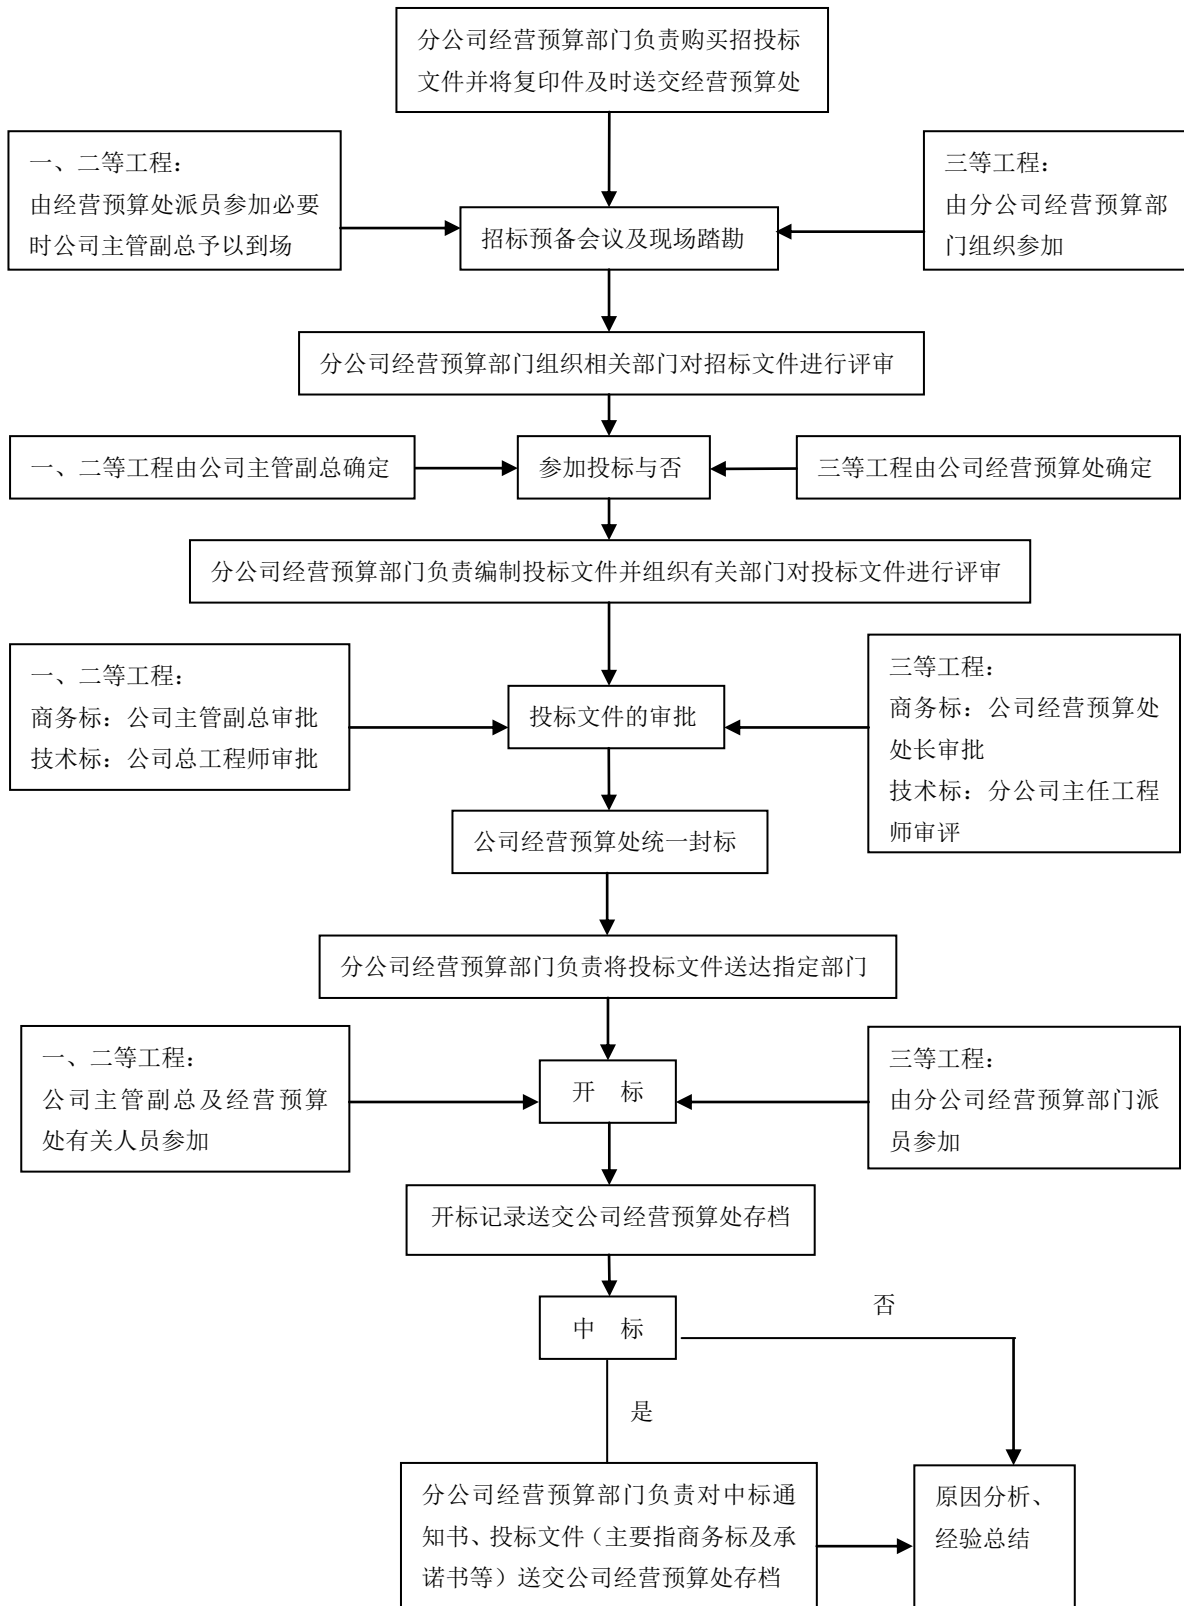 分公司经营预算部门负责购买招投标
文件并将复印件及时送交经营预算处
一、二等工程：
由经营预算处派员参加必要
时公司主管副总予以到场
招标预备会议及现场踏勘
三等工程：
由分公司经营预算部
门组织参加
分公司经营预算部门组织相关部门对招标文件进行评审
一、二等工程由公司主管副总确定
参加投标与否
三等工程由公司经营预算处确定
分公司经营预算部门负责编制投标文件并组织有关部门对投标文件进行评审
一、二等工程：
商务标：公司主管副总审批
技术标：公司总工程师审批
投标文件的审批
三等工程：
商务标：公司经营预算处
处长审批
技术标：分公司主任工程
师审评
公司经营预算处统一封标
分公司经营预算部门负责将投标文件送达指定部门
一、二等工程：
公司主管副总及经营预算
处有关人员参加
开 标
三等工程：
由分公司经营预算部门派
员参加
开标记录送交公司经营预算处存档
中 标
否
是
分公司经营预算部门负责对中标通
知书、投标文件（主要指商务标及承
诺书等）送交公司经营预算处存档
原因分析、
经验总结